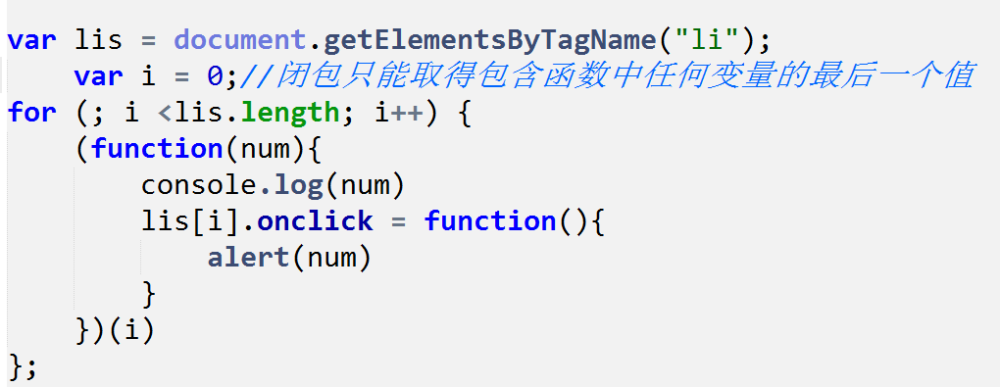 var lis = document.getElementsByTagName("li");
    var i = 0;//闭包只能取得包含函数中任何变量的最后一个值
for (; i <lis.length; i++) {
    (function(num){
        console.log(num)
        lis[i].onclick = function(){
            alert(num)
        }
    })(i)
};